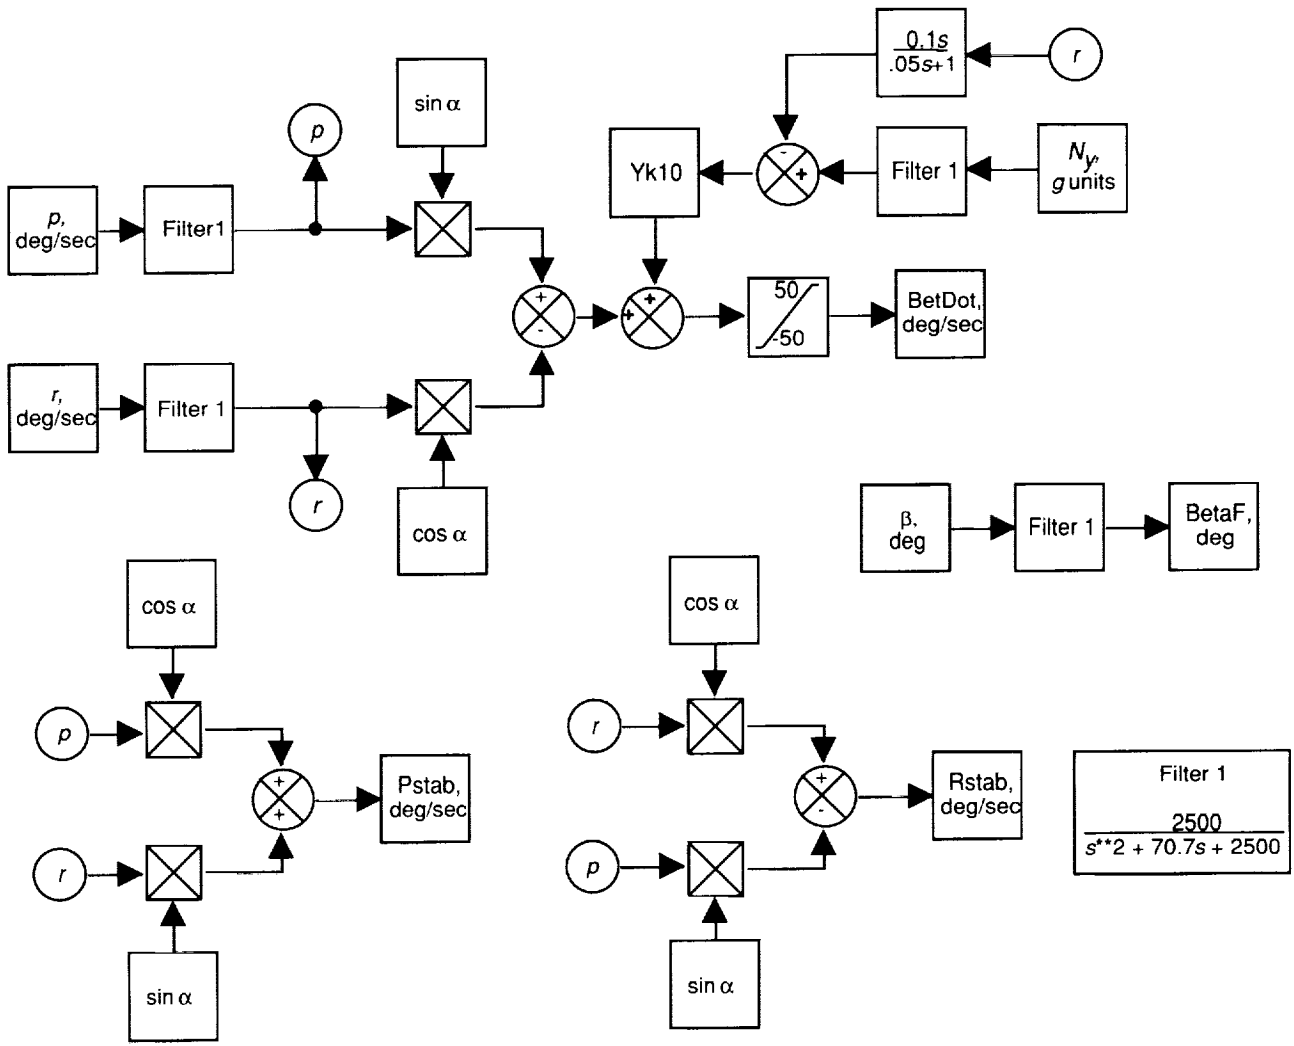 0.1s
.05s+1
r
sin α
p
Yk10
-
+
Filter 1
Ny,
g units
p,
deg/sec
Filter1
+
-
+
+
50
-50
BetDot,
deg/sec
r,
deg/sec
Filter 1
r
cos α
β,
deg
Filter 1
BetaF,
deg
cos α
p
+
+
Pstab,
deg/sec
r
sin α
cos α
r
+
-
Rstab,
deg/sec
p
sin α
Filter 1
2500
s**2 + 70.7s + 2500